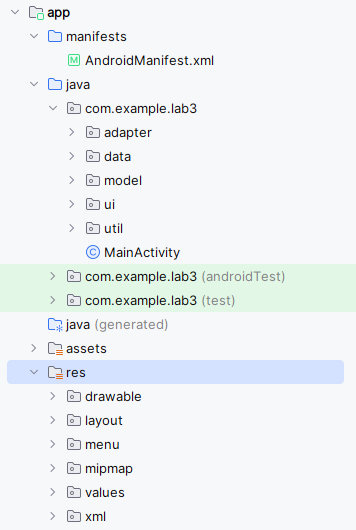 app
manifests
AndroidManifest.xml
java
com.example.lab3
adapter
data
model
ui
util
MainActivity
com.example.lab3 (androidTest)
com.example.lab3 (test)
java (generated)
assets
res
drawable
layout
menu
mipmap
values
xml